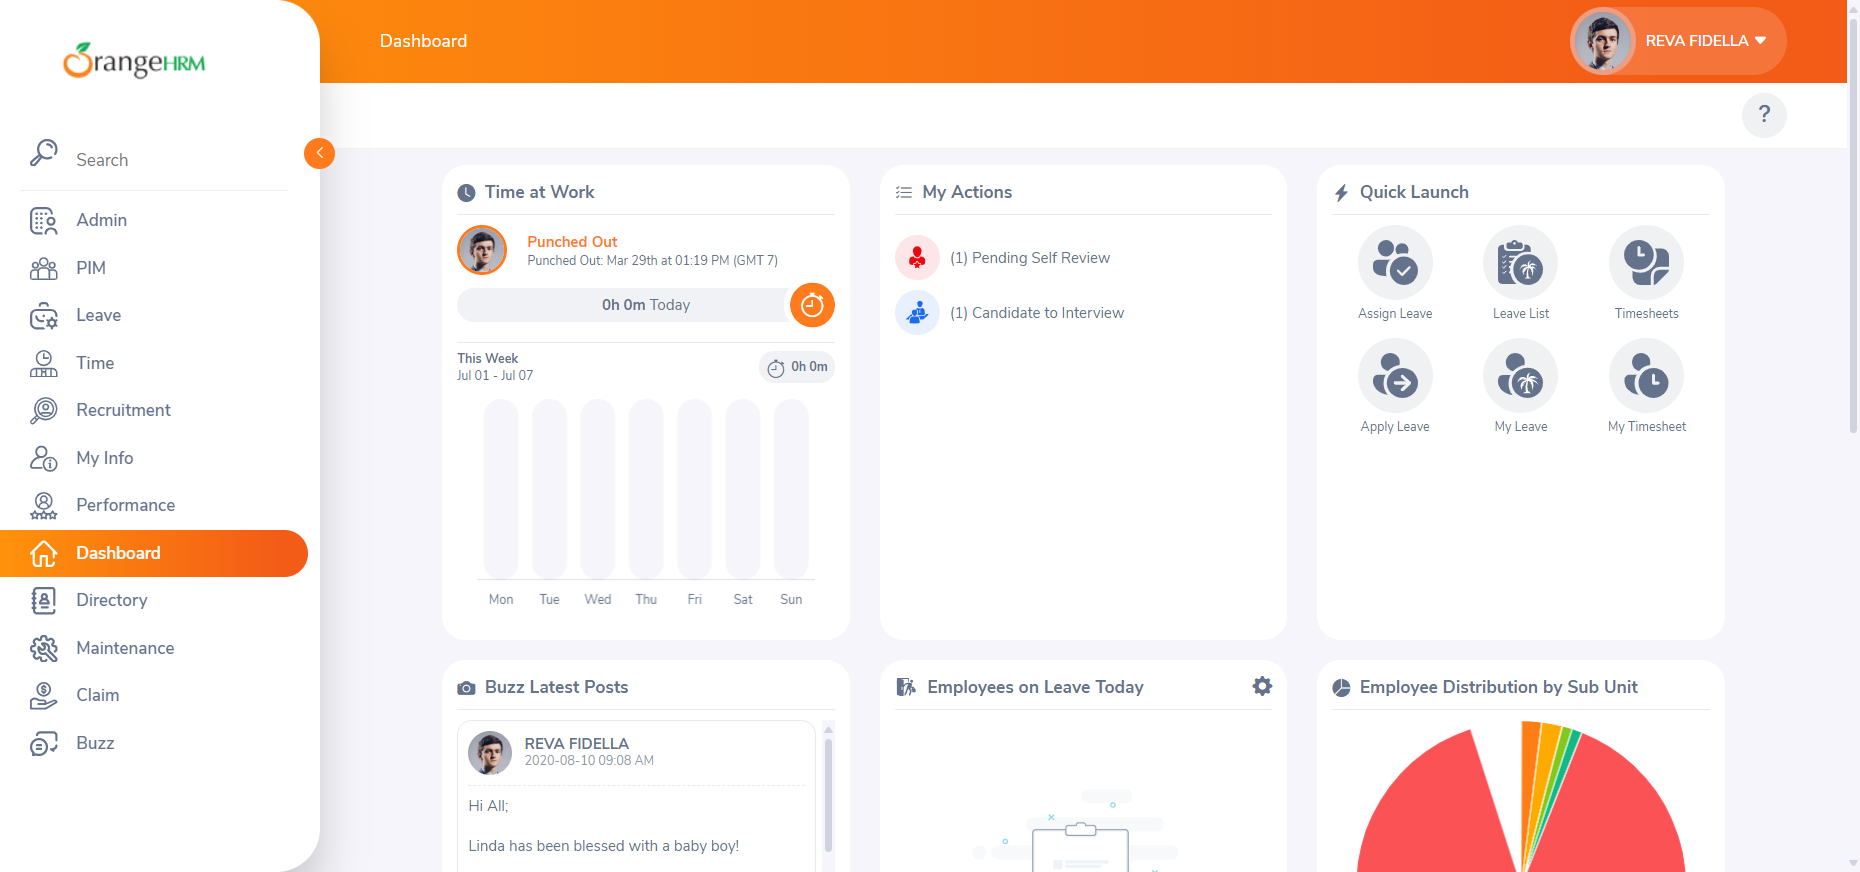 OrangeHRM
Dashboard
REVA FIDELLA
?
Search
Admin
PIM
Leave
Time
Recruitment
My Info
Performance
Dashboard
Directory
Maintenance
Claim
Buzz
Time at Work
Punched Out
Punched Out: Mar 29th at 01:19 PM (GMT 7)
0h 0m Today
This Week
Jul 01 - Jul 07
0h 0m
Mon Tue Wed Thu Fri Sat Sun
My Actions
(1) Pending Self Review
(1) Candidate to Interview
Quick Launch
Assign Leave
Leave List
Timesheets
Apply Leave
My Leave
My Timesheet
Buzz Latest Posts
REVA FIDELLA
2020-08-10 09:08 AM
Hi All;
Linda has been blessed with a baby boy!
Employees on Leave Today
Employee Distribution by Sub Unit